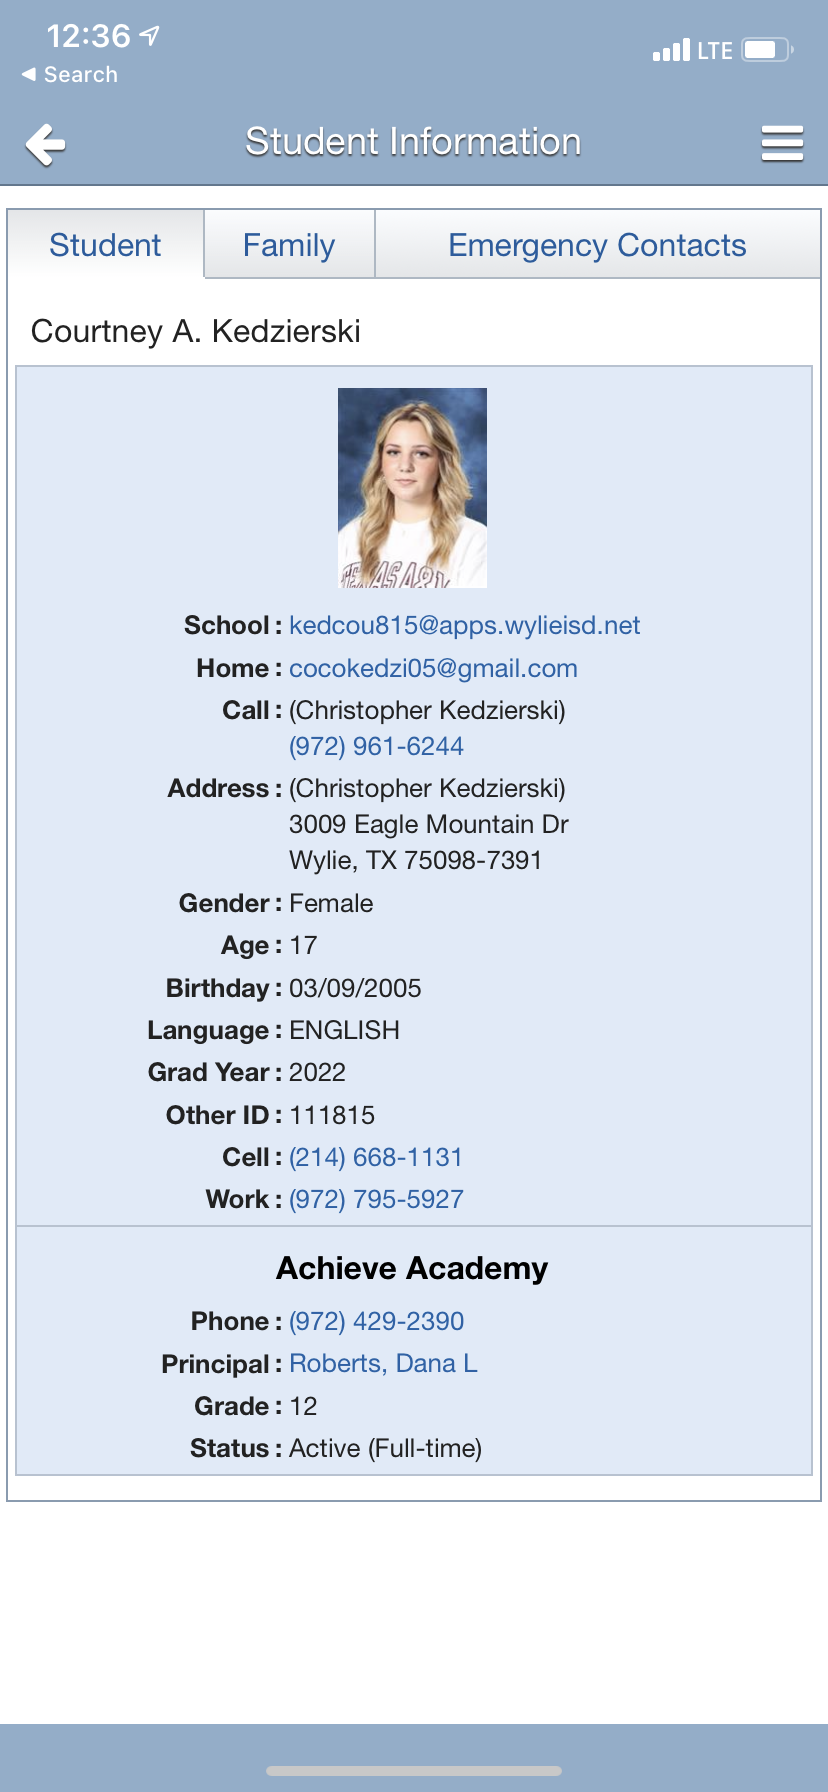 12:36
LTE
Search
Student Information
Student Family Emergency Contacts
Courtney A. Kedzierski
TEXAS A&M
School : kedcou815@apps.wylieisd.net
Home : cocokedzi05@gmail.com
Call : (Christopher Kedzierski)
(972) 961-6244
Address : (Christopher Kedzierski)
3009 Eagle Mountain Dr
Wylie, TX 75098-7391
Gender : Female
Age : 17
Birthday : 03/09/2005
Language : ENGLISH
Grad Year : 2022
Other ID : 111815
Cell : (214) 668-1131
Work : (972) 795-5927
Achieve Academy
Phone : (972) 429-2390
Principal : Roberts, Dana L
Grade : 12
Status : Active (Full-time)